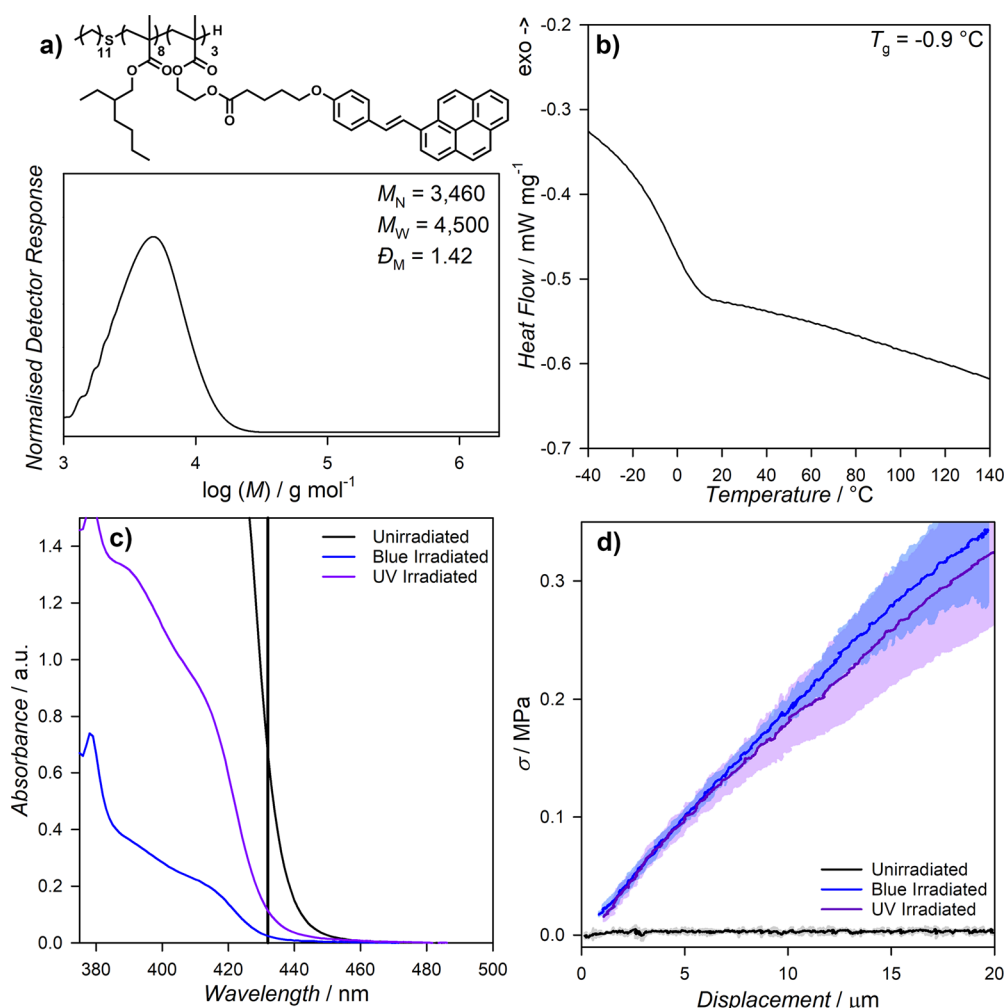 a)
S
11
8
3
H
O
O
O
O
O
O
O
Normalised Detector Response
M_N = 3,460
M_W = 4,500
Đ_M = 1.42
3 4 5 6
log (M) / g mol⁻¹
b)
T_g = -0.9 °C
exo ->
Heat Flow / mW mg⁻¹
-0.2
-0.3
-0.4
-0.5
-0.6
-0.7
-40 -20 0 20 40 60 80 100 120 140
Temperature / °C
c)
Unirradiated
Blue Irradiated
UV Irradiated
Absorbance / a.u.
1.4
1.2
1.0
0.8
0.6
0.4
0.2
0.0
380 400 420 440 460 480 500
Wavelength / nm
d)
σ / MPa
0.3
0.2
0.1
0.0
Unirradiated
Blue Irradiated
UV Irradiated
0 5 10 15 20
Displacement / μm